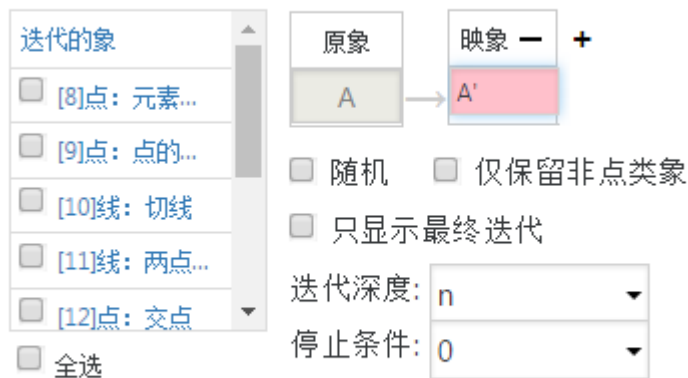 迭代的象
[8]点：元素...
[9]点：点的...
[10]线：切线
[11]线：两点...
[12]点：交点
全选
原象
映象 − +
A
A'
随机
仅保留非点类象
只显示最终迭代
迭代深度: n
停止条件: 0